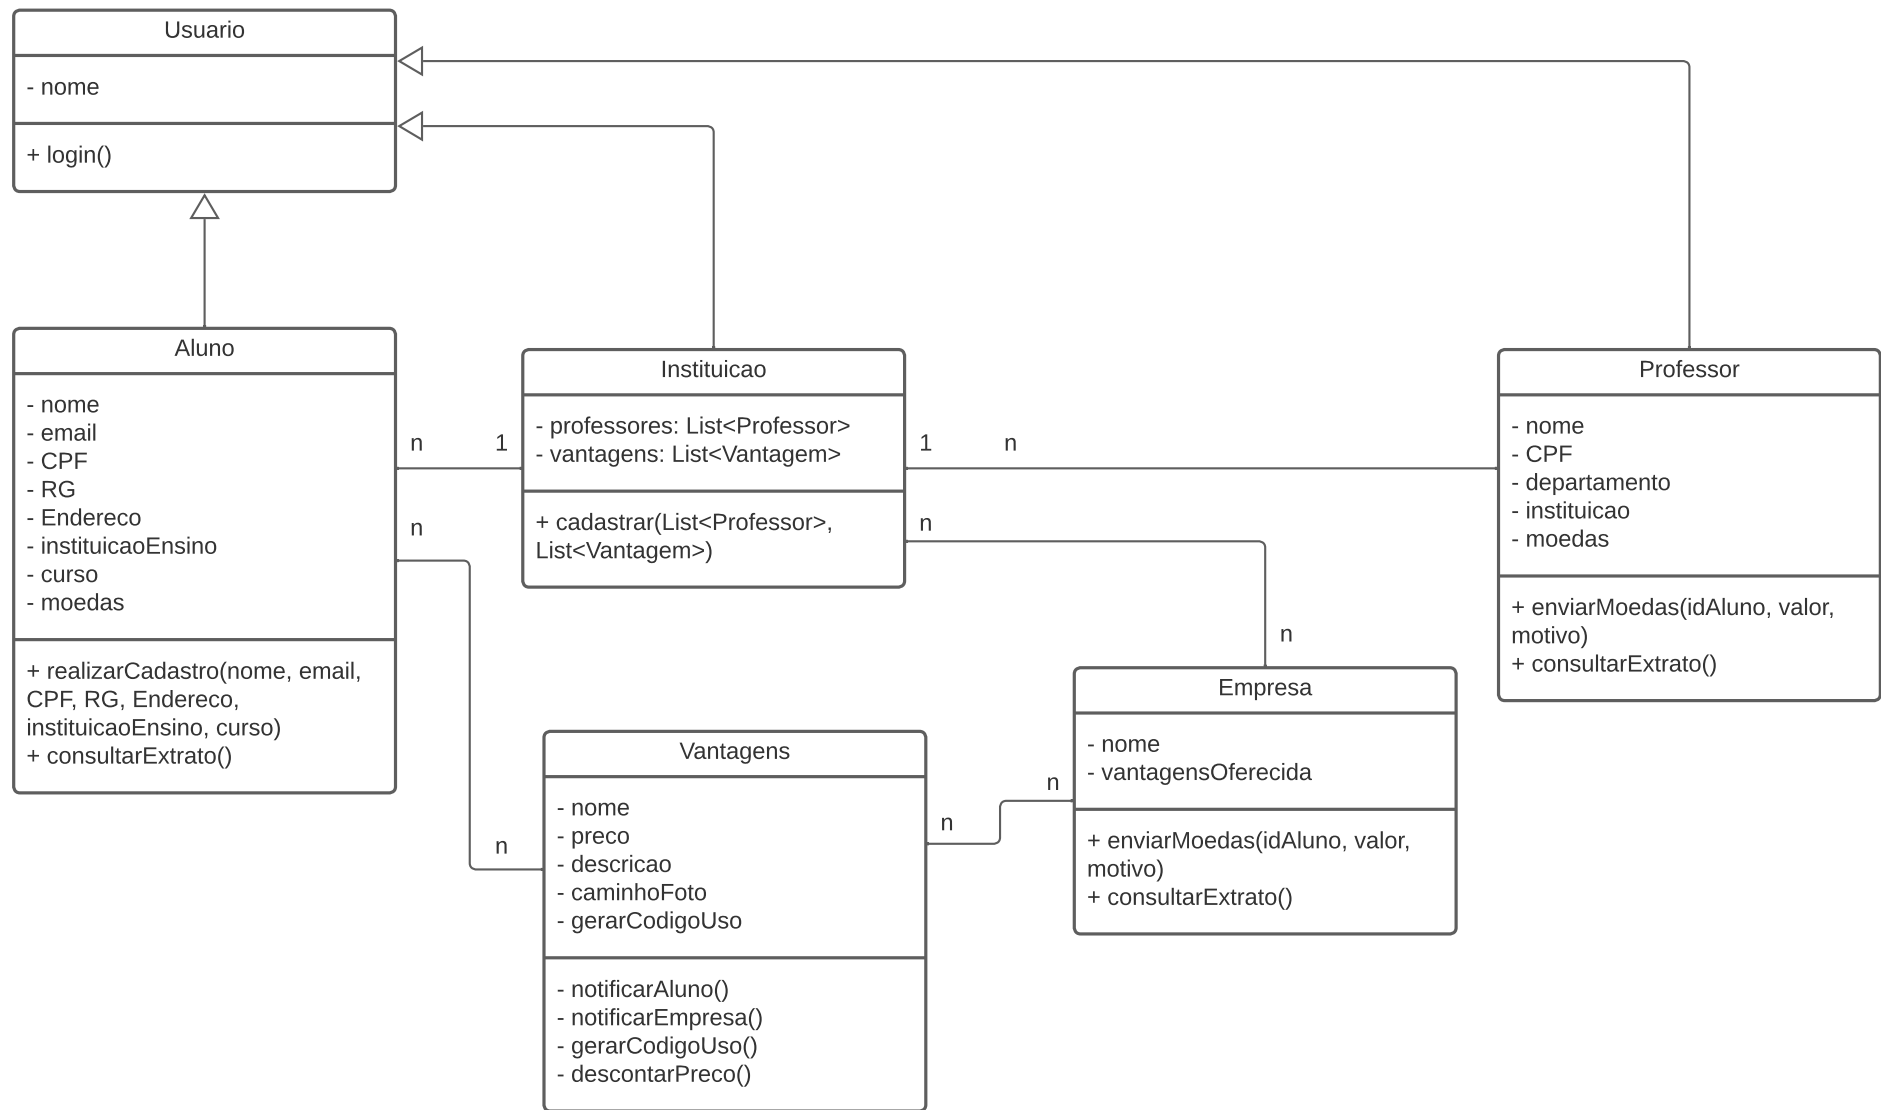 Usuario
- nome
+ login()
Aluno
- nome
- email
- CPF
- RG
- Endereco
- instituicaoEnsino
- curso
- moedas
+ realizarCadastro(nome, email,
CPF, RG, Endereco,
instituicaoEnsino, curso)
+ consultarExtrato()
n
1
n
n
Instituicao
- professores: List<Professor>
- vantagens: List<Vantagem>
+ cadastrar(List<Professor>,
List<Vantagem>)
1
n
n
n
Professor
- nome
- CPF
- departamento
- instituicao
- moedas
+ enviarMoedas(idAluno, valor,
motivo)
+ consultarExtrato()
Vantagens
- nome
- preco
- descricao
- caminhoFoto
- gerarCodigoUso
- notificarAluno()
- notificarEmpresa()
- gerarCodigoUso()
- descontarPreco()
n
n
Empresa
- nome
- vantagensOferecida
+ enviarMoedas(idAluno, valor,
motivo)
+ consultarExtrato()